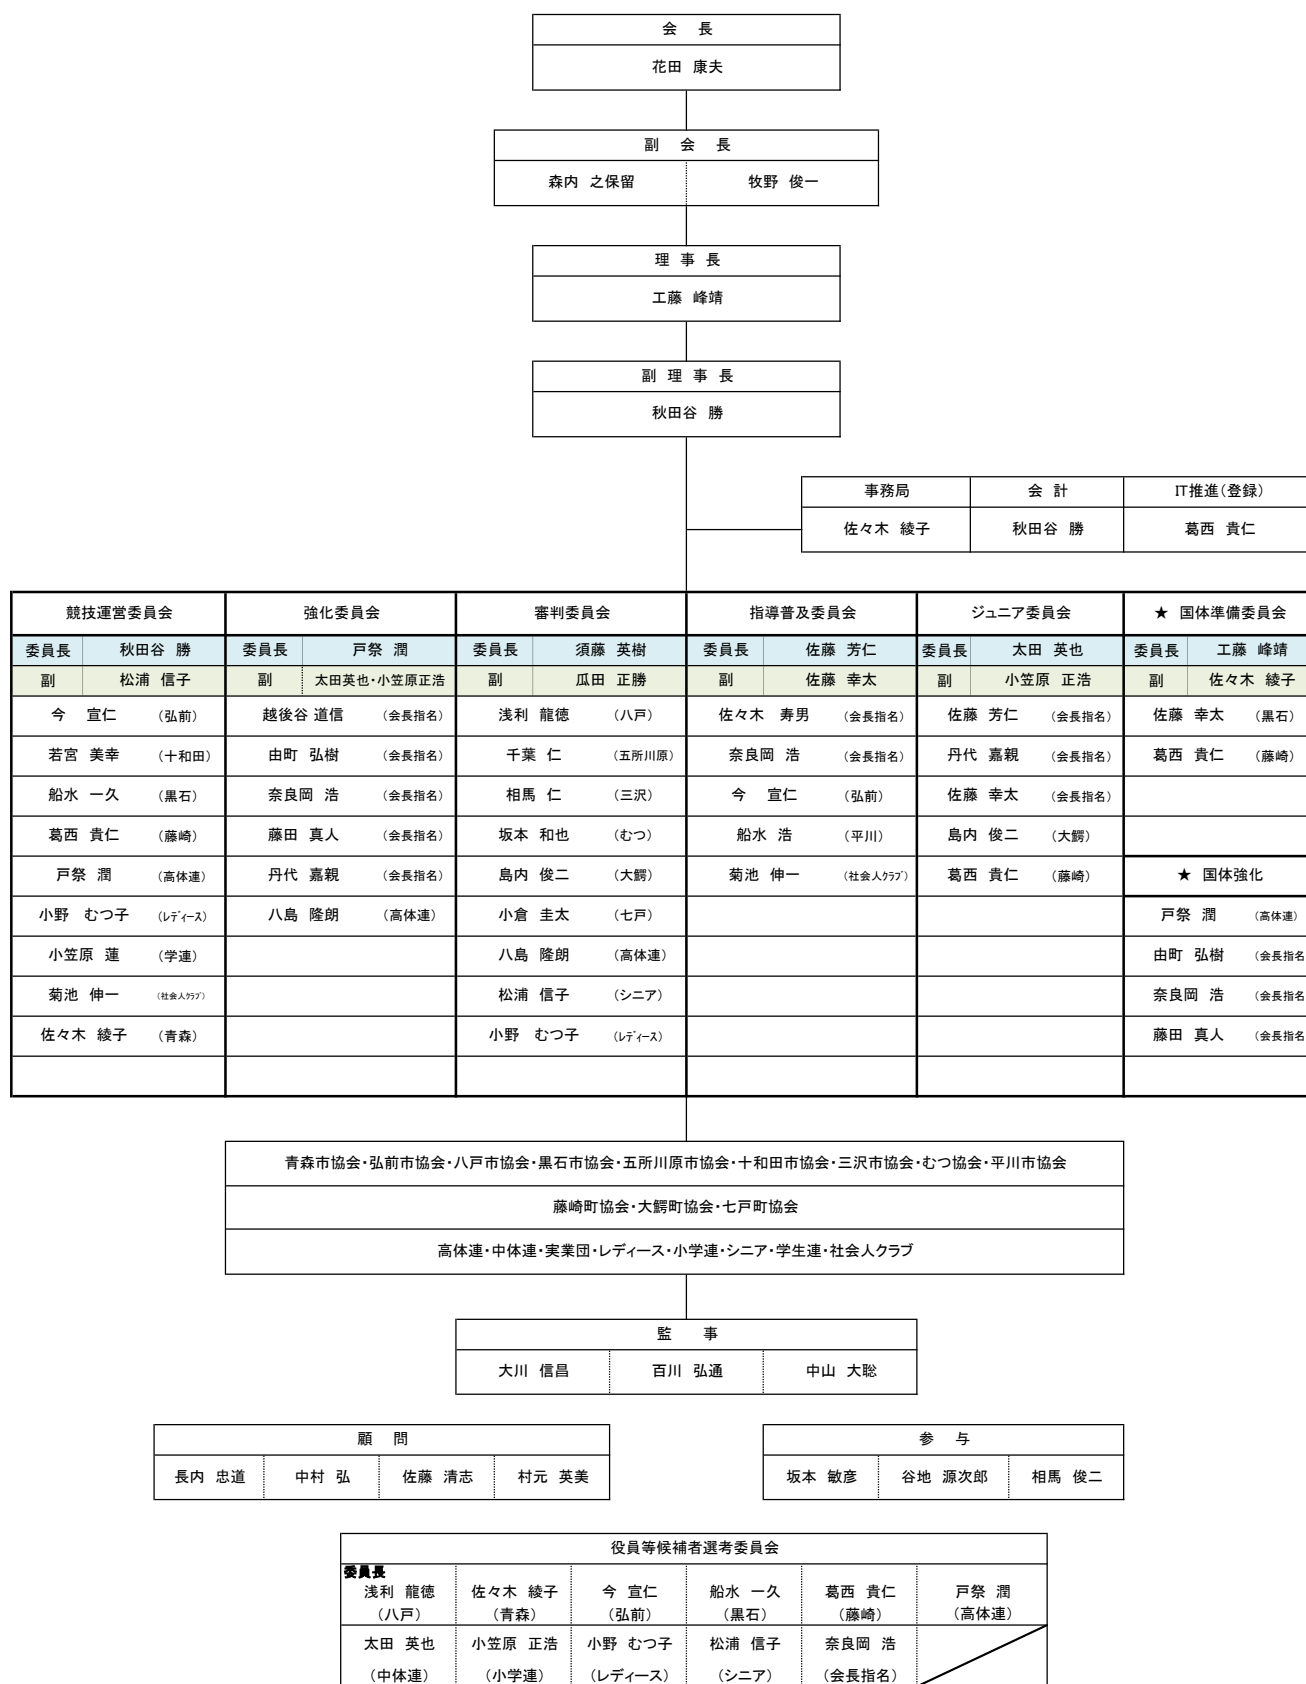 会 長
花田 康夫
副 会 長
森内 之保留 牧野 俊一
理 事 長
工藤 峰靖
副 理 事 長
秋田谷 勝
事務局 会 計 IT推進(登録)
佐々木 綾子 秋田谷 勝 葛西 貴仁
競技運営委員会 強化委員会 審判委員会 指導普及委員会 ジュニア委員会 ★ 国体準備委員会
委員長 秋田谷 勝 委員長 戸祭 潤 委員長 須藤 英樹 委員長 佐藤 芳仁 委員長 太田 英也 委員長 工藤 峰靖
副 松浦 信子 副 太田英也・小笠原正浩 副 瓜田 正勝 副 佐藤 幸太 副 小笠原 正浩 副 佐々木 綾子
今 宣仁 (弘前) 越後谷 道信 (会長指名) 浅利 龍徳 (八戸) 佐々木 寿男 (会長指名) 佐藤 芳仁 (会長指名) 佐藤 幸太 (黒石)
若宮 美幸 (十和田) 由町 弘樹 (会長指名) 千葉 仁 (五所川原) 奈良岡 浩 (会長指名) 丹代 嘉親 (会長指名) 葛西 貴仁 (藤崎)
船水 一久 (黒石) 奈良岡 浩 (会長指名) 相馬 仁 (三沢) 今 宣仁 (弘前) 佐藤 幸太 (会長指名)
葛西 貴仁 (藤崎) 藤田 真人 (会長指名) 坂本 和也 (むつ) 船水 浩 (平川) 島内 俊二 (大鰐)
戸祭 潤 (高体連) 丹代 嘉親 (会長指名) 島内 俊二 (大鰐) 菊池 伸一 (社会人クラブ) 葛西 貴仁 (藤崎) ★ 国体強化
小野 むつ子 (レディース) 八島 隆朗 (高体連) 小倉 圭太 (七戸) 戸祭 潤 (高体連)
小笠原 蓮 (学連) 八島 隆朗 (高体連) 由町 弘樹 (会長指名
菊池 伸一 (社会人クラブ) 松浦 信子 (シニア) 奈良岡 浩 (会長指名
佐々木 綾子 (青森) 小野 むつ子 (レディース) 藤田 真人 (会長指名
青森市協会・弘前市協会・八戸市協会・黒石市協会・五所川原市協会・十和田市協会・三沢市協会・むつ協会・平川市協会
藤崎町協会・大鰐町協会・七戸町協会
高体連・中体連・実業団・レディース・小学連・シニア・学生連・社会人クラブ
監 事
大川 信昌 百川 弘通 中山 大聡
顧 問 参 与
長内 忠道 中村 弘 佐藤 清志 村元 英美 坂本 敏彦 谷地 源次郎 相馬 俊二
役員等候補者選考委員会
委員長
浅利 龍徳 佐々木 綾子 今 宣仁 船水 一久 葛西 貴仁 戸祭 潤
(八戸) (青森) (弘前) (黒石) (藤崎) (高体連)
太田 英也 小笠原 正浩 小野 むつ子 松浦 信子 奈良岡 浩
(中体連) (小学連) (レディース) (シニア) (会長指名)